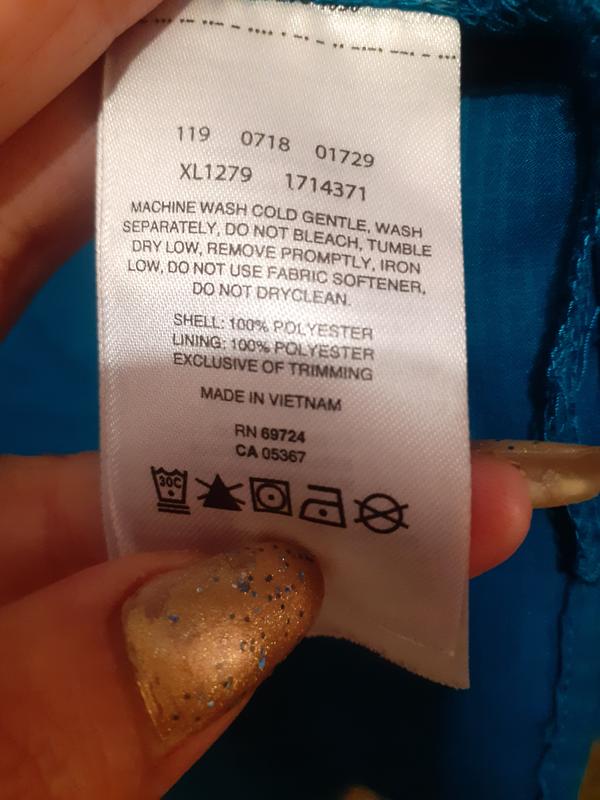 119 0718 01729
XL1279 1714371
MACHINE WASH COLD GENTLE, WASH
SEPARATELY, DO NOT BLEACH, TUMBLE
DRY LOW, REMOVE PROMPTLY, IRON
LOW, DO NOT USE FABRIC SOFTENER,
DO NOT DRYCLEAN.
SHELL: 100% POLYESTER
LINING: 100% POLYESTER
EXCLUSIVE OF TRIMMING
MADE IN VIETNAM
RN 69724
CA 05367
30C